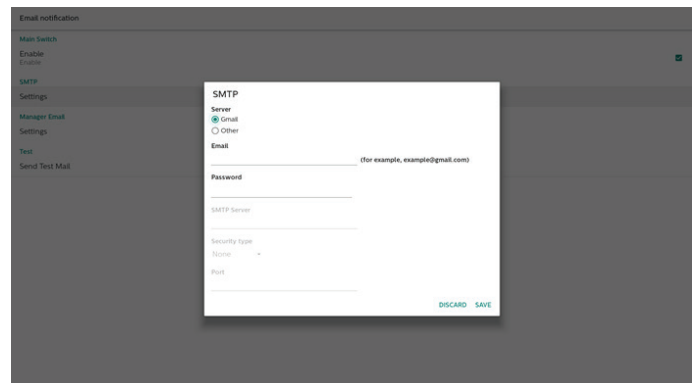 Email notification
Main Switch
Enable
Enable
SMTP
Settings
Manager Email
Settings
Test
Send Test Mail
SMTP
Server
Gmail
Other
Email
(for example, example@gmail.com)
Password
SMTP Server
Security type
None
Port
DISCARD SAVE